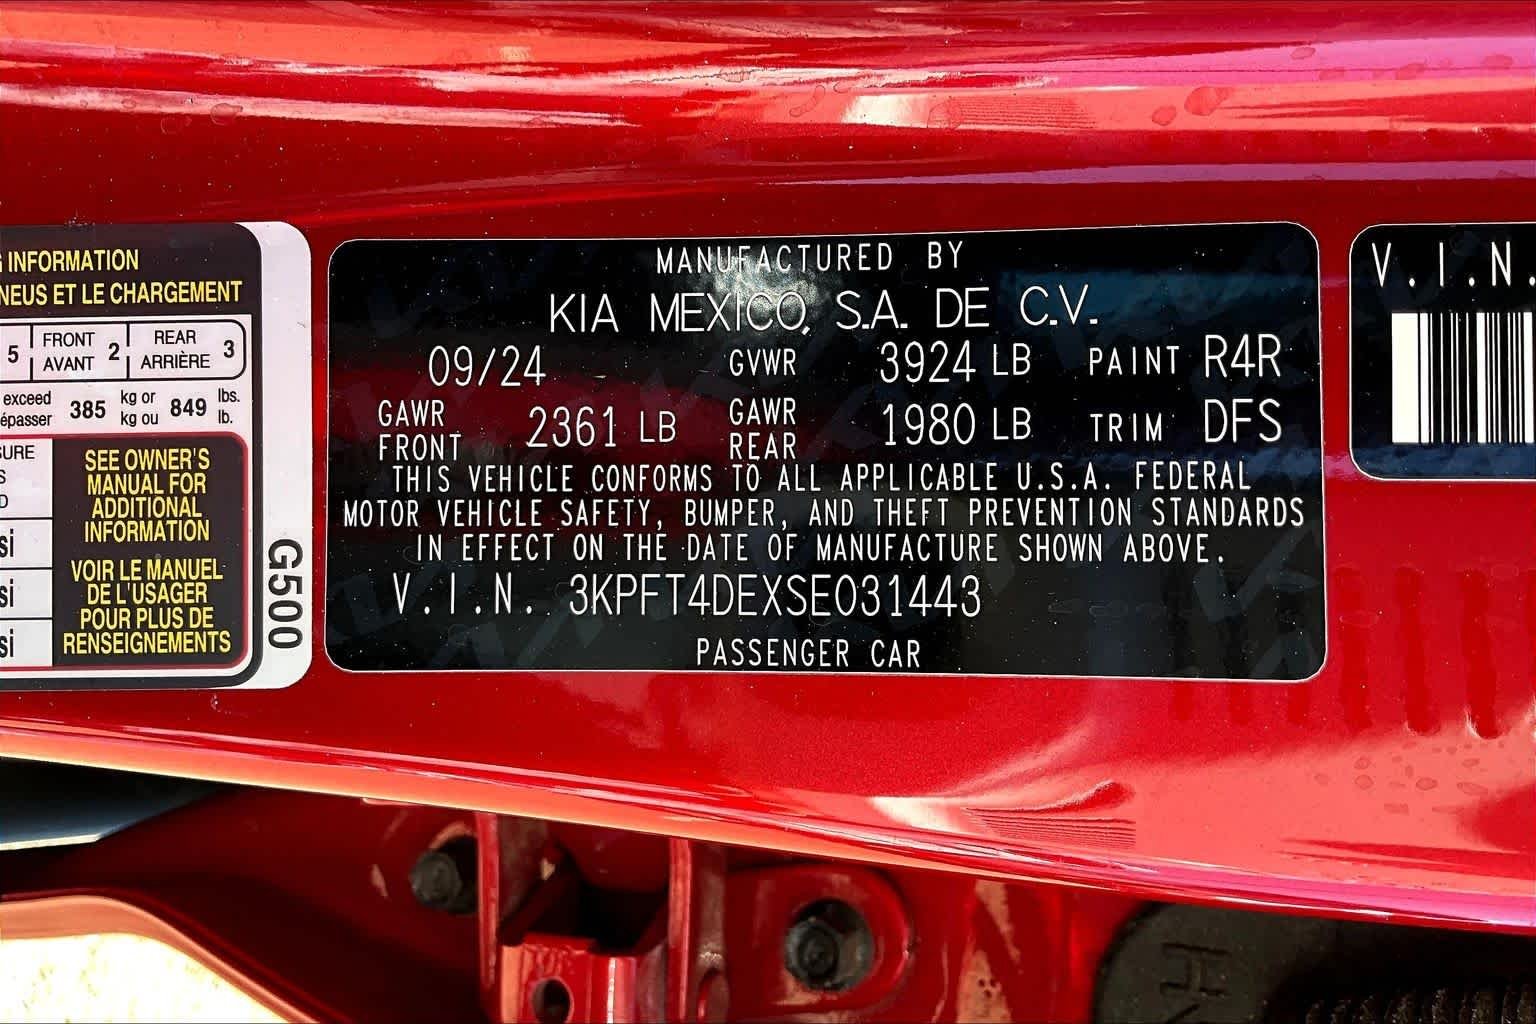 INFORMATION
NEUS ET LE CHARGEMENT
5 FRONT AVANT 2 REAR ARRIÈRE 3
exceed épasser 385 kg or kg ou 849 lbs. lb.
SEE OWNER'S
MANUAL FOR
ADDITIONAL
INFORMATION
VOIR LE MANUEL
DE L'USAGER
POUR PLUS DE
RENSEIGNEMENTS
G500
MANUFACTURED BY
KIA MEXICO, S.A. DE C.V.
09/24 GVWR 3924 LB PAINT R4R
GAWR FRONT 2361 LB GAWR REAR 1980 LB TRIM DFS
THIS VEHICLE CONFORMS TO ALL APPLICABLE U.S.A. FEDERAL
MOTOR VEHICLE SAFETY, BUMPER, AND THEFT PREVENTION STANDARDS
IN EFFECT ON THE DATE OF MANUFACTURE SHOWN ABOVE.
V.I.N. 3KPFT4DEXSE031443
PASSENGER CAR
V.I.N.